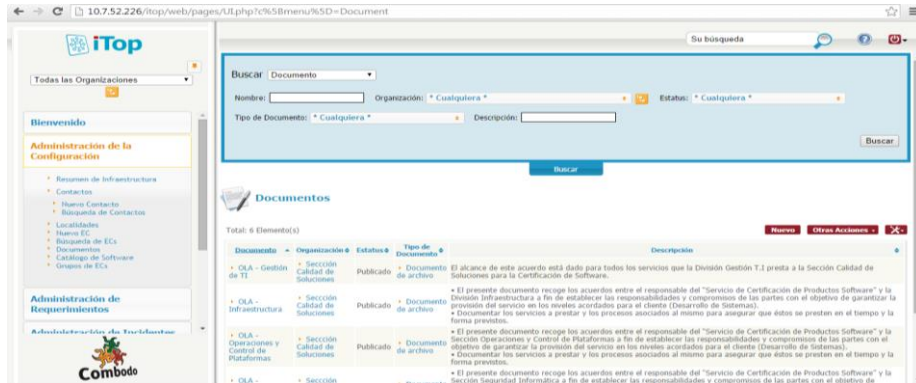 10.7.52.226/itop/web/pages/UI.php?c%5Bmenu%5D=Document
iTop
Todas las Organizaciones
Bienvenido
Administración de la
Configuración
Resumen de Infraestructura
Contactos
Nuevo Contacto
Búsqueda de Contactos
Localidades
Nuevo EC
Búsqueda de ECs
Documentos
Catálogo de Software
Grupos de ECs
Administración de
Requerimientos
Administración de Incidentes
Combodo
Su búsqueda
Buscar Documento
Nombre: Organización: * Cualquiera * Estatus: * Cualquiera *
Tipo de Documento: * Cualquiera * Descripción:
Buscar
Buscar
Documentos
Total: 6 Elemento(s)
Nuevo Otras Acciones
Documento Organización Estatus Tipo de Documento Descripción
OLA - Gestión de TI Seccción Calidad de Soluciones Publicado Documento de archivo El alcance de este acuerdo está dado para todos los servicios que la División Gestión T.I presta a la Sección Calidad de
Soluciones para la Certificación de Software.
OLA - Infraestructura Seccción Calidad de Soluciones Publicado Documento de archivo • El presente documento recoge los acuerdos entre el responsable del "Servicio de Certificación de Productos Software" y la
División Infraestructura a fin de establecer las responsabilidades y compromisos de las partes con el objetivo de garantizar la
provisión del servicio en los niveles acordados para el cliente (Desarrollo de Sistemas).
• Documentar los servicios a prestar y los procesos asociados al mismo para asegurar que éstos se presten en el tiempo y la
forma previstos.
OLA - Operaciones y Control de Plataformas Seccción Calidad de Soluciones Publicado Documento de archivo • El presente documento recoge los acuerdos entre el responsable del "Servicio de Certificación de Productos Software" y la
Sección Operaciones y Control de Plataformas a fin de establecer las responsabilidades y compromisos de las partes con el
objetivo de garantizar la provisión del servicio en los niveles acordados para el cliente (Desarrollo de Sistemas).
• Documentar los servicios a prestar y los procesos asociados al mismo para asegurar que éstos se presten en el tiempo y la
forma previstos.
OLA - Seccción • El presente documento recoge los acuerdos entre el responsable del "Servicio de Certificación de Productos Software" y la
Sección Seguridad Informática a fin de establecer las responsabilidades y compromisos de las partes con el objetivo de